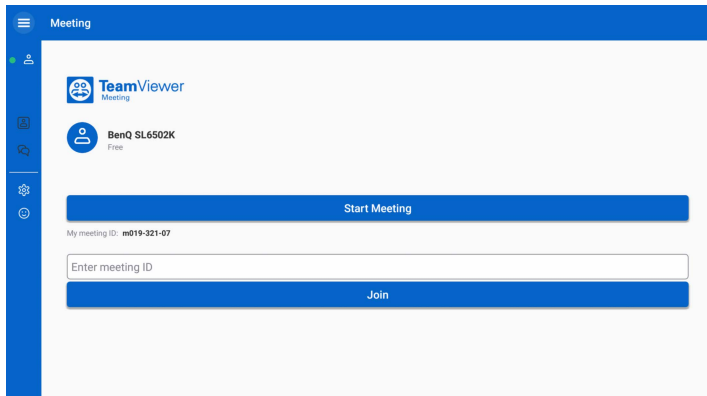 Meeting
TeamViewer
Meeting
BenQ SL6502K
Free
Start Meeting
My meeting ID: m019-321-07
Enter meeting ID
Join